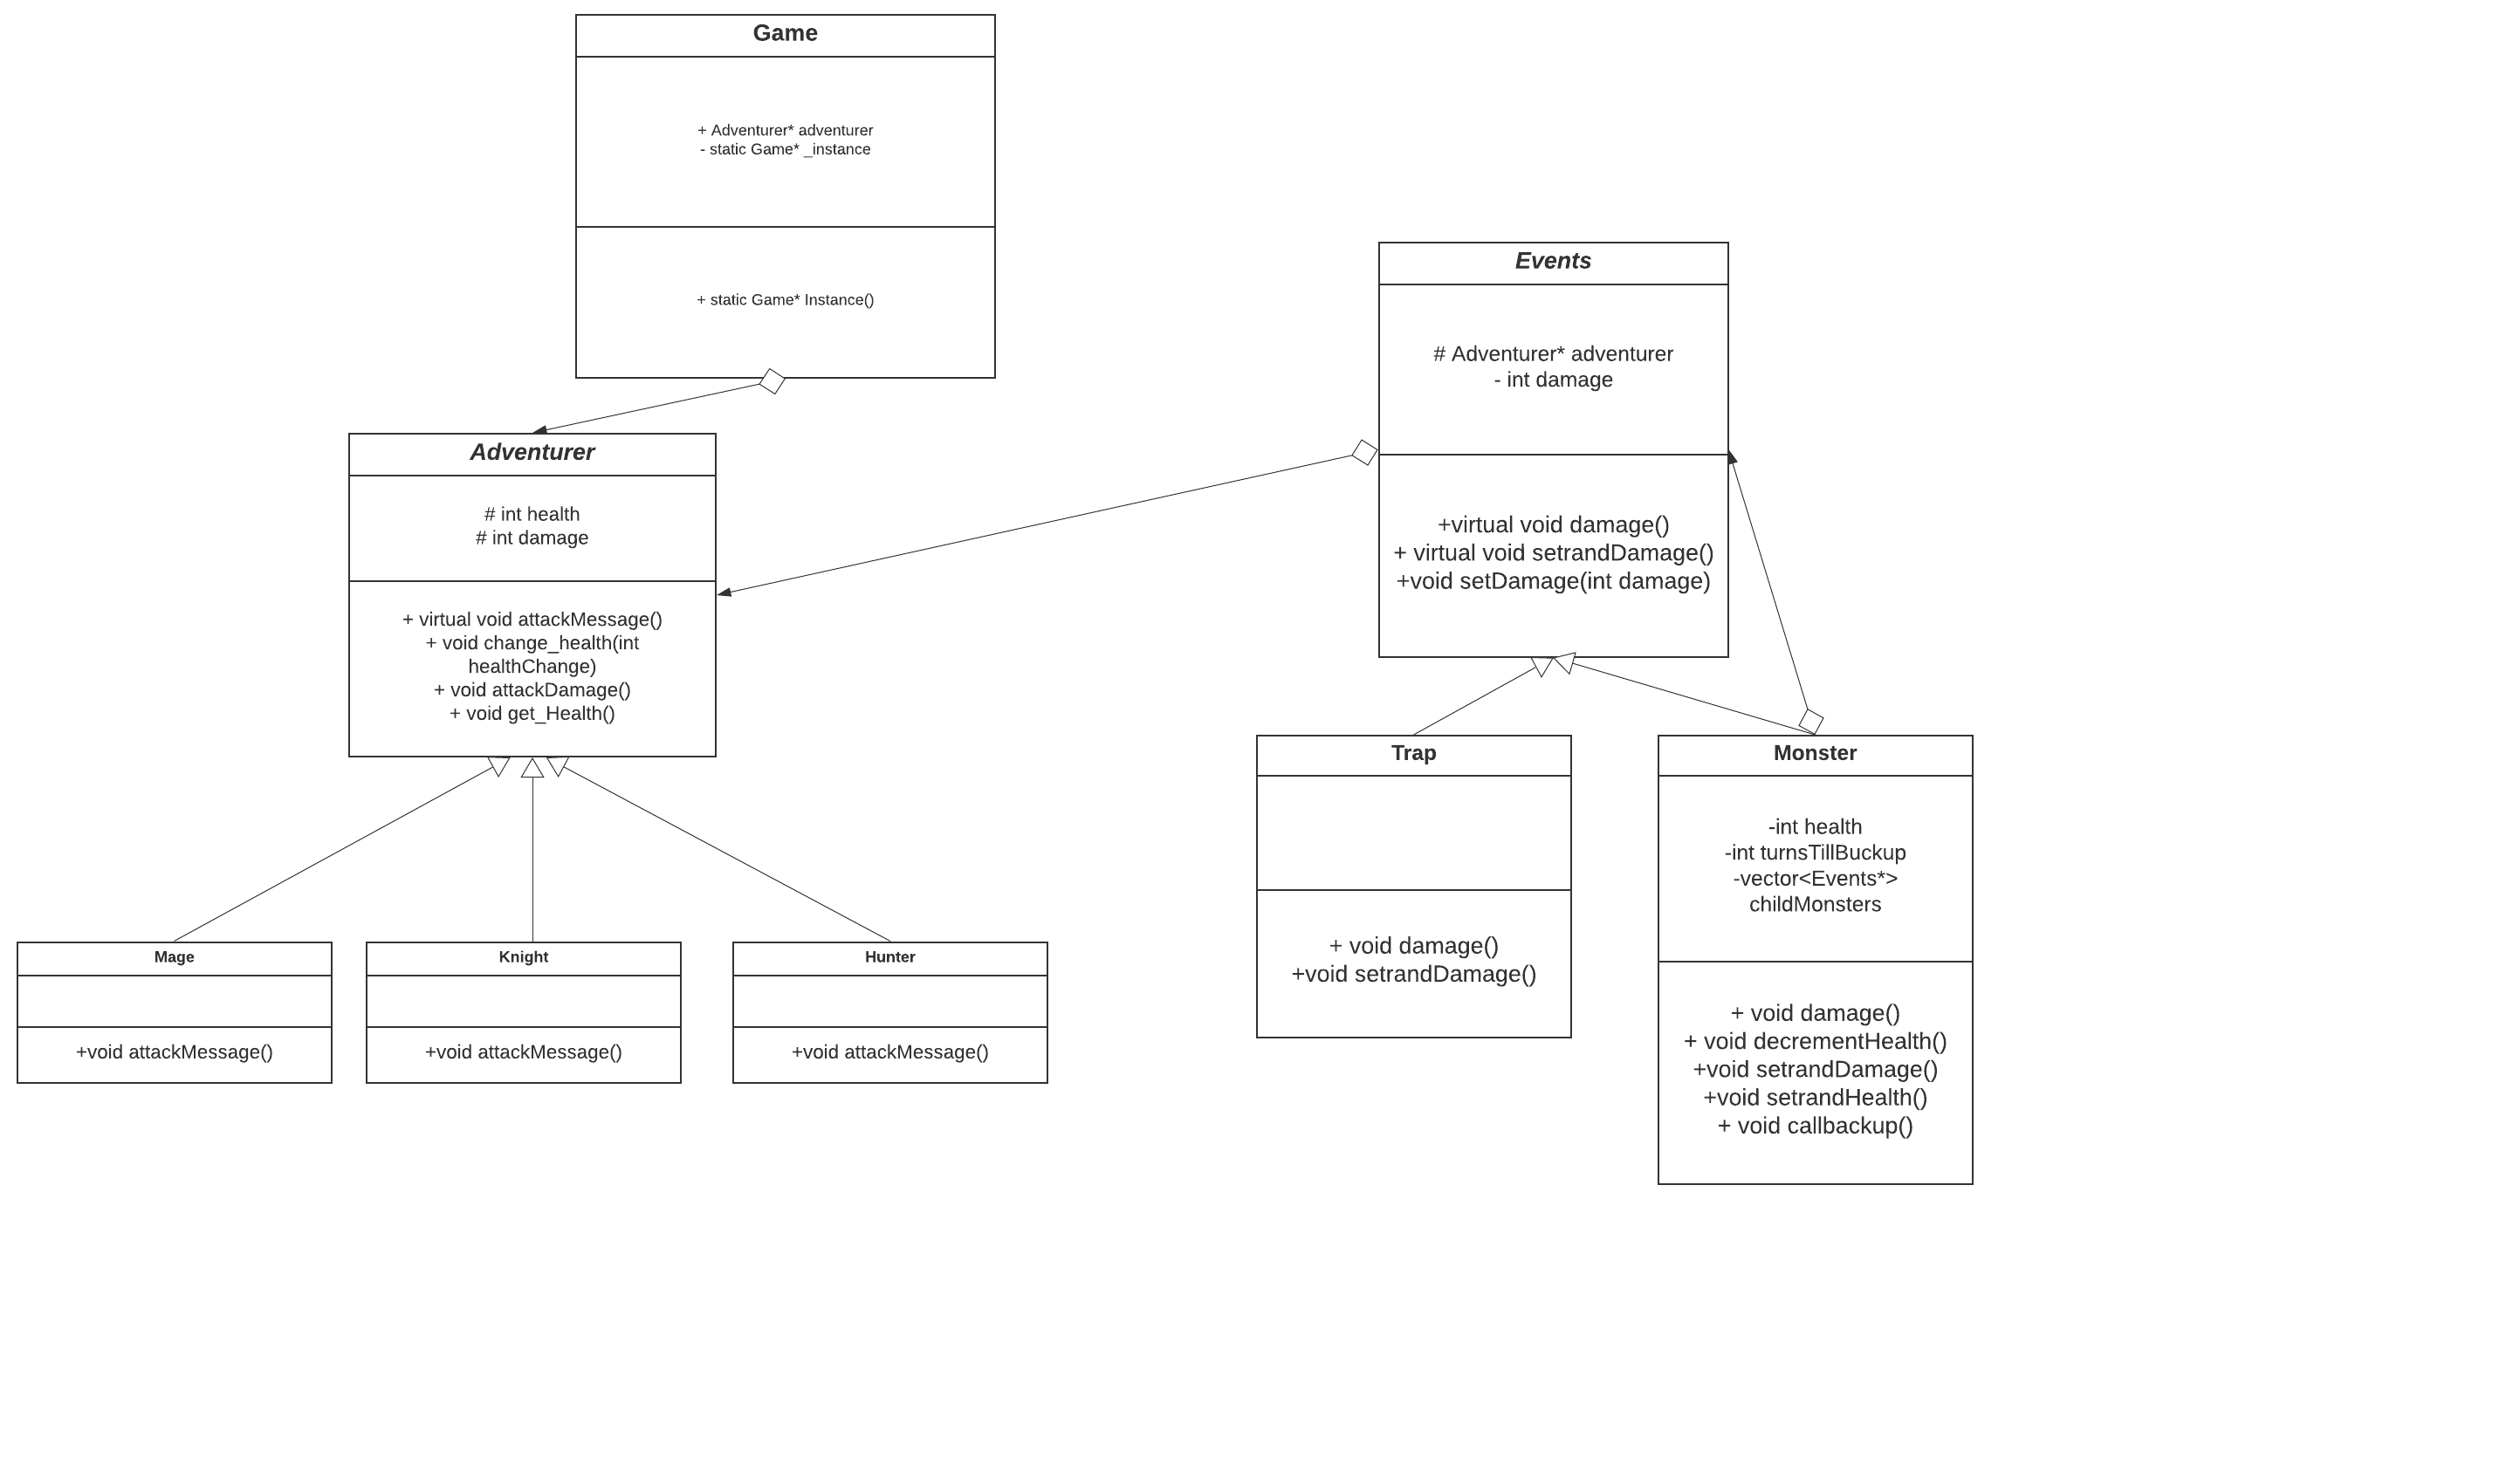 Game
+ Adventurer* adventurer
- static Game* _instance
+ static Game* Instance()
Events
# Adventurer* adventurer
- int damage
+virtual void damage()
+ virtual void setrandDamage()
+void setDamage(int damage)
Adventurer
# int health
# int damage
+ virtual void attackMessage()
+ void change_health(int
healthChange)
+ void attackDamage()
+ void get_Health()
Trap
+ void damage()
+void setrandDamage()
Monster
-int health
-int turnsTillBuckup
-vector<Events*>
childMonsters
+ void damage()
+ void decrementHealth()
+void setrandDamage()
+void setrandHealth()
+ void callbackup()
Mage
+void attackMessage()
Knight
+void attackMessage()
Hunter
+void attackMessage()